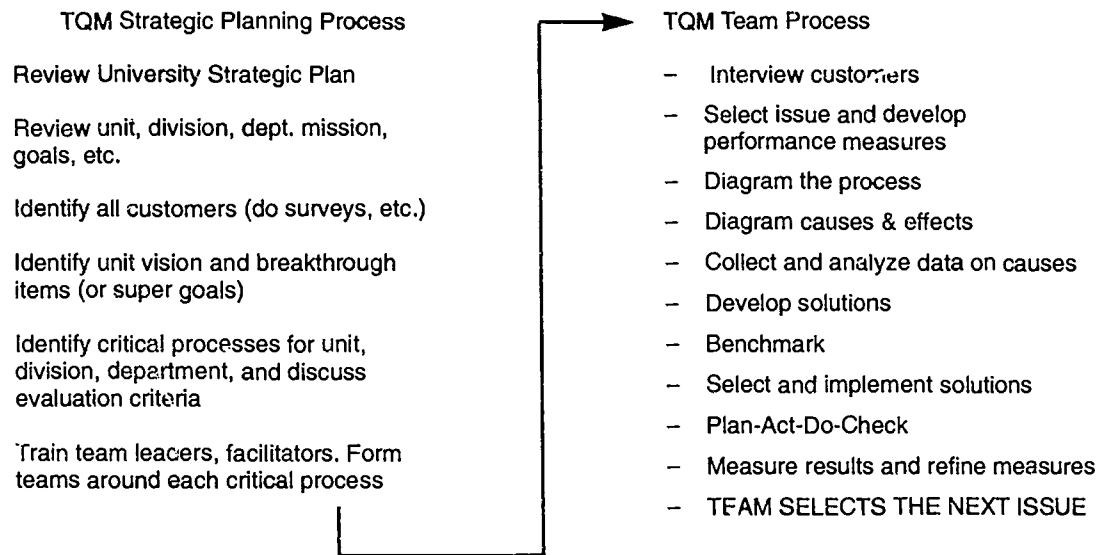 TQM Strategic Planning Process
Review University Strategic Plan
Review unit, division, dept. mission,
goals, etc.
Identify all customers (do surveys, etc.)
Identify unit vision and breakthrough
items (or super goals)
Identify critical processes for unit,
division, department, and discuss
evaluation criteria
Train team leaders, facilitators. Form
teams around each critical process
TQM Team Process
– Interview customers
– Select issue and develop
performance measures
– Diagram the process
– Diagram causes & effects
– Collect and analyze data on causes
– Develop solutions
– Benchmark
– Select and implement solutions
– Plan-Act-Do-Check
– Measure results and refine measures
– TEAM SELECTS THE NEXT ISSUE